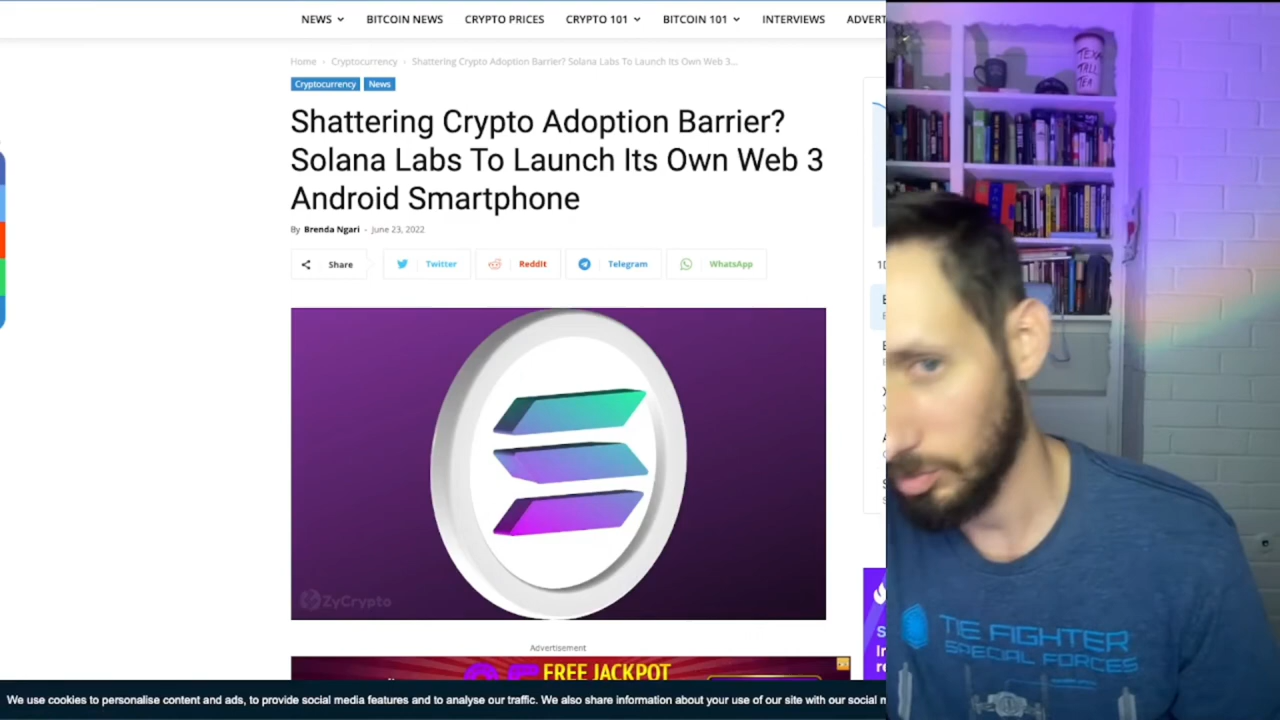 NEWS BITCOIN NEWS CRYPTO PRICES CRYPTO 101 BITCOIN 101 INTERVIEWS ADVERT
Home › Cryptocurrency › Shattering Crypto Adoption Barrier? Solana Labs To Launch Its Own Web 3...
Cryptocurrency News
Shattering Crypto Adoption Barrier?
Solana Labs To Launch Its Own Web 3
Android Smartphone
By Brenda Ngari - June 23, 2022
Share Twitter ReddIt Telegram WhatsApp
ZyCrypto
Advertisement
FREE JACKPOT
We use cookies to personalise content and ads, to provide social media features and to analyse our traffic. We also share information about your use of our site with our social m
TEXA
TALL
TEA
TIE FIGHTER
SPECIAL FORCES